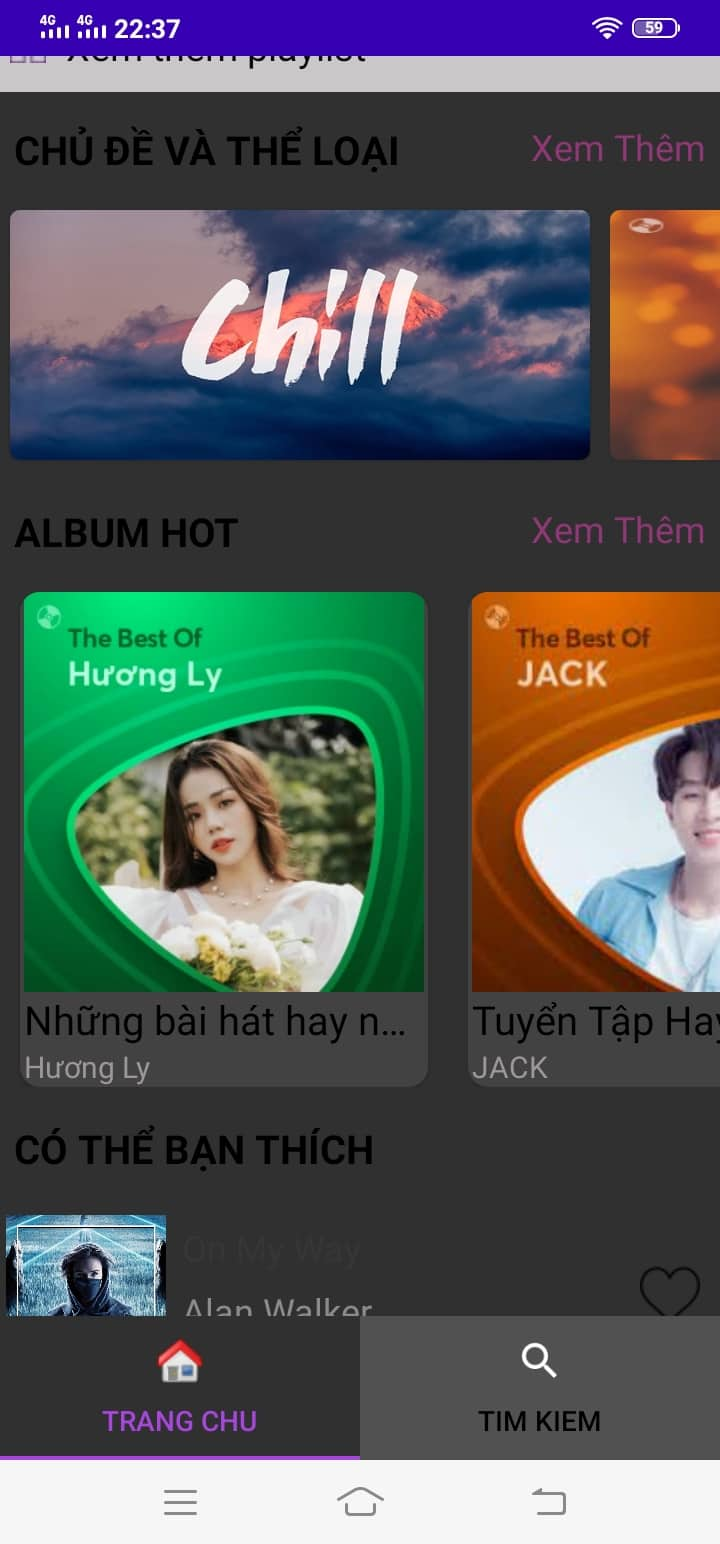 4G 4G 22:37 59
Xem thêm playlist
CHỦ ĐỀ VÀ THỂ LOẠI Xem Thêm
Chill
ALBUM HOT Xem Thêm
The Best Of
Hương Ly
The Best Of
JACK
Những bài hát hay n...
Hương Ly
Tuyển Tập Hay
JACK
CÓ THỂ BẠN THÍCH
On My Way
Alan Walker
TRANG CHU
TIM KIEM